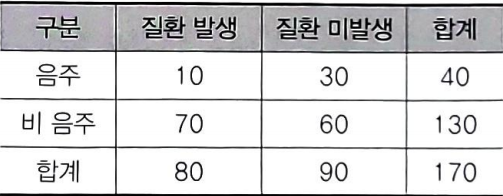 구분 질환 발생 질환 미발생 합계
음주 10 30 40
비 음주 70 60 130
합계 80 90 170